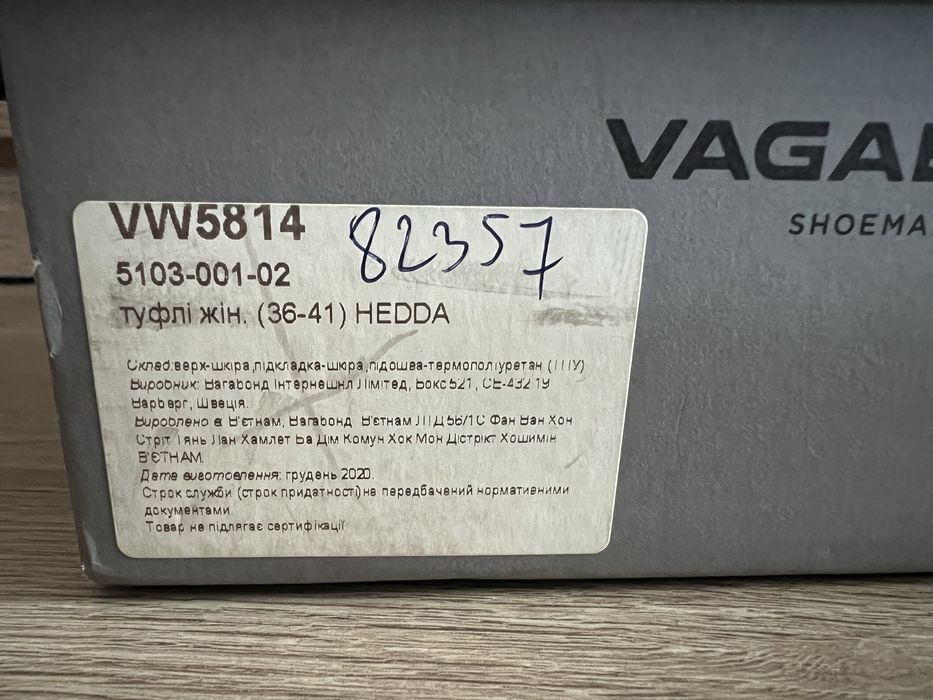 VAGAB
SHOEMA
VW5814
82357
5103-001-02
туфлі жін. (36-41) HEDDA
Склад:верх-шкіра,підкладка-шкіра,підошва-термополіуретан (ТПУ)
Виробник: Вагабонд Інтернешнл Лімітед, Бокс 521, СЕ-432 19
Варберг, Швеція.
Вироблено в: В'єтнам, Вагабонд В'єтнам ЛТД 56/1С Фан Ван Хон
Стріт Тянь Лан Хамлет Ба Дім Комун Хок Мон Дістрікт Хошимін
В'ЄТНАМ.
Дата виготовлення: грудень 2020.
Строк служби (строк придатності) не передбачений нормативними
документами
Товар не підлягає сертифікації